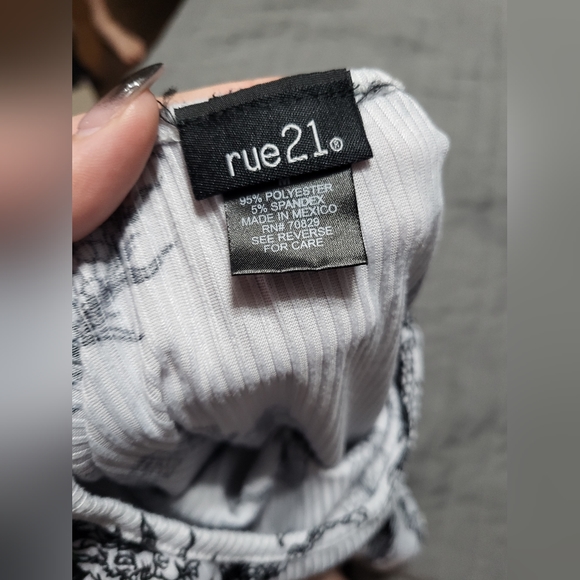 rue21®
95% POLYESTER
5% SPANDEX
MADE IN MEXICO
RN# 70829
SEE REVERSE
FOR CARE